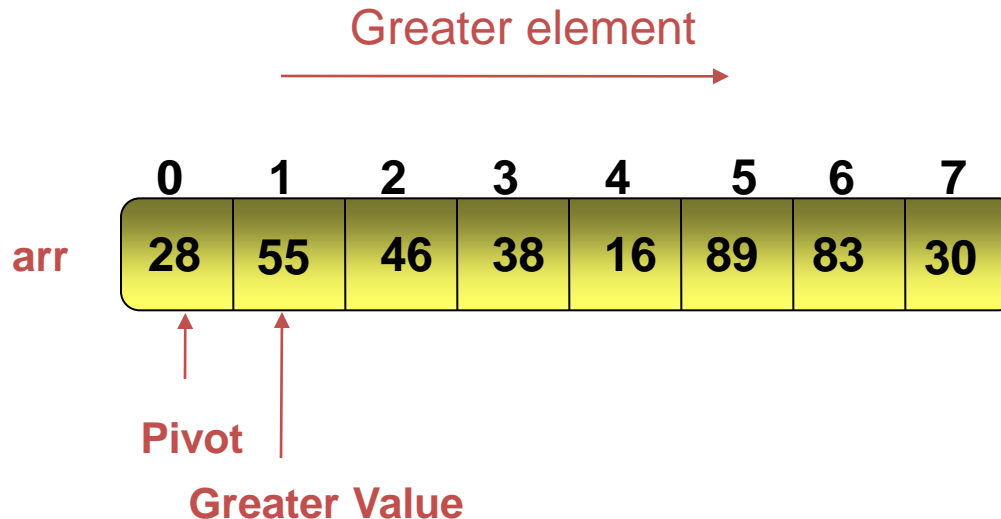 Greater element
0 1 2 3 4 5 6 7
arr 28 55 46 38 16 89 83 30
Pivot
Greater Value